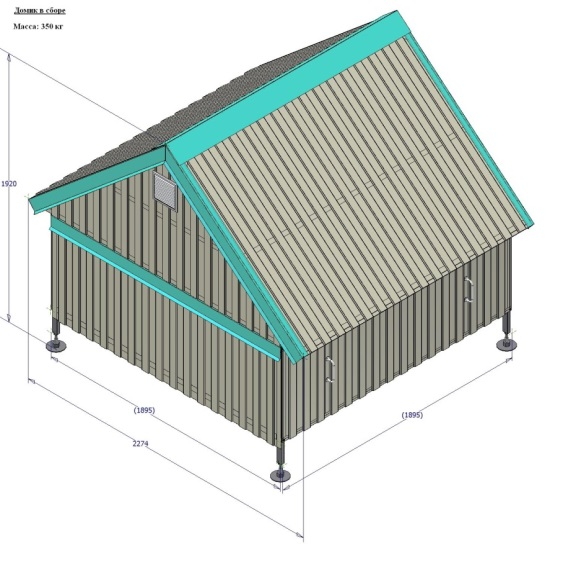 Домик в сборе
Масса: 350 кг
1920
(1895)
(1895)
2274